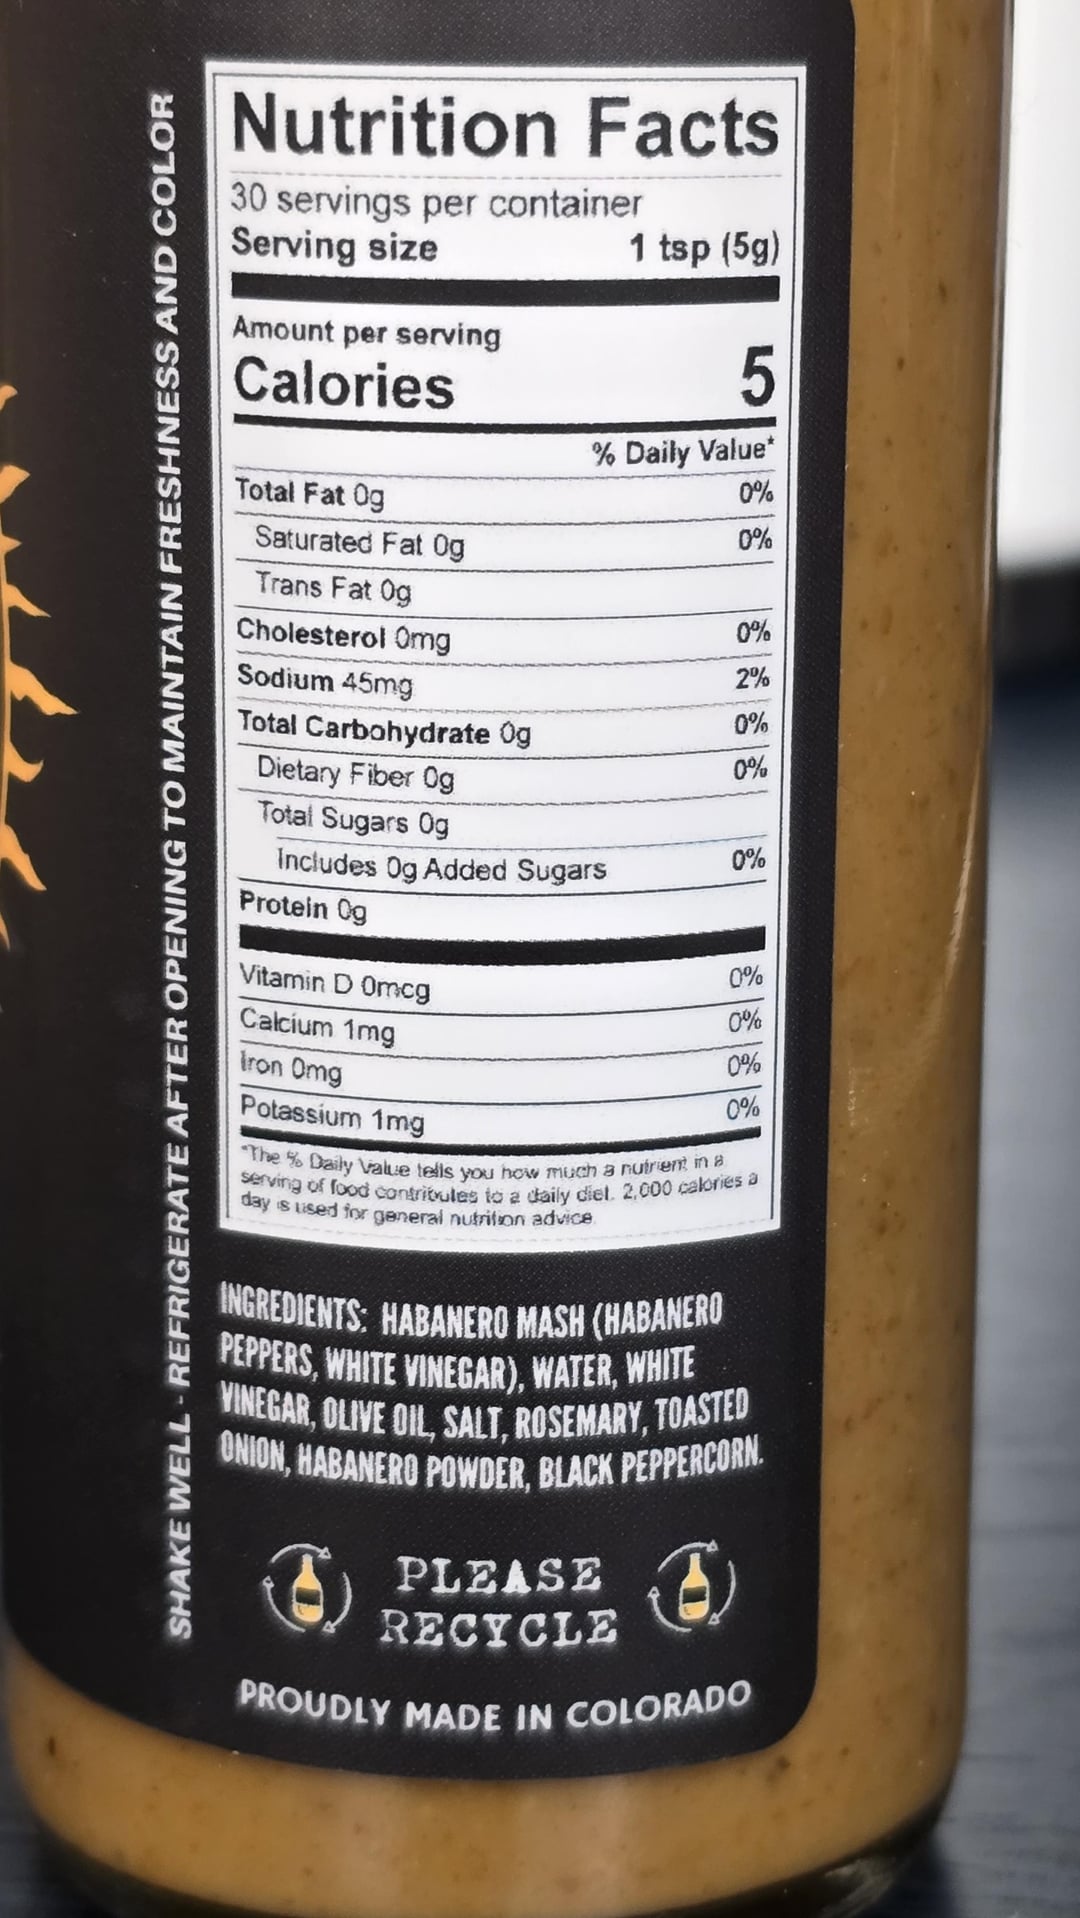 SHAKE WELL - REFRIGERATE AFTER OPENING TO MAINTAIN FRESHNESS AND COLOR
Nutrition Facts
30 servings per container
Serving size 1 tsp (5g)
Amount per serving
Calories 5
% Daily Value*
Total Fat 0g 0%
Saturated Fat 0g 0%
Trans Fat 0g
Cholesterol 0mg 0%
Sodium 45mg 2%
Total Carbohydrate 0g 0%
Dietary Fiber 0g 0%
Total Sugars 0g
Includes 0g Added Sugars 0%
Protein 0g
Vitamin D 0mcg 0%
Calcium 1mg 0%
Iron 0mg 0%
Potassium 1mg 0%
*The % Daily Value tells you how much a nutrient in a
serving of food contributes to a daily diet. 2,000 calories a
day is used for general nutrition advice.
INGREDIENTS: HABANERO MASH (HABANERO
PEPPERS, WHITE VINEGAR), WATER, WHITE
VINEGAR, OLIVE OIL, SALT, ROSEMARY, TOASTED
ONION, HABANERO POWDER, BLACK PEPPERCORN.
PLEASE
RECYCLE
PROUDLY MADE IN COLORADO